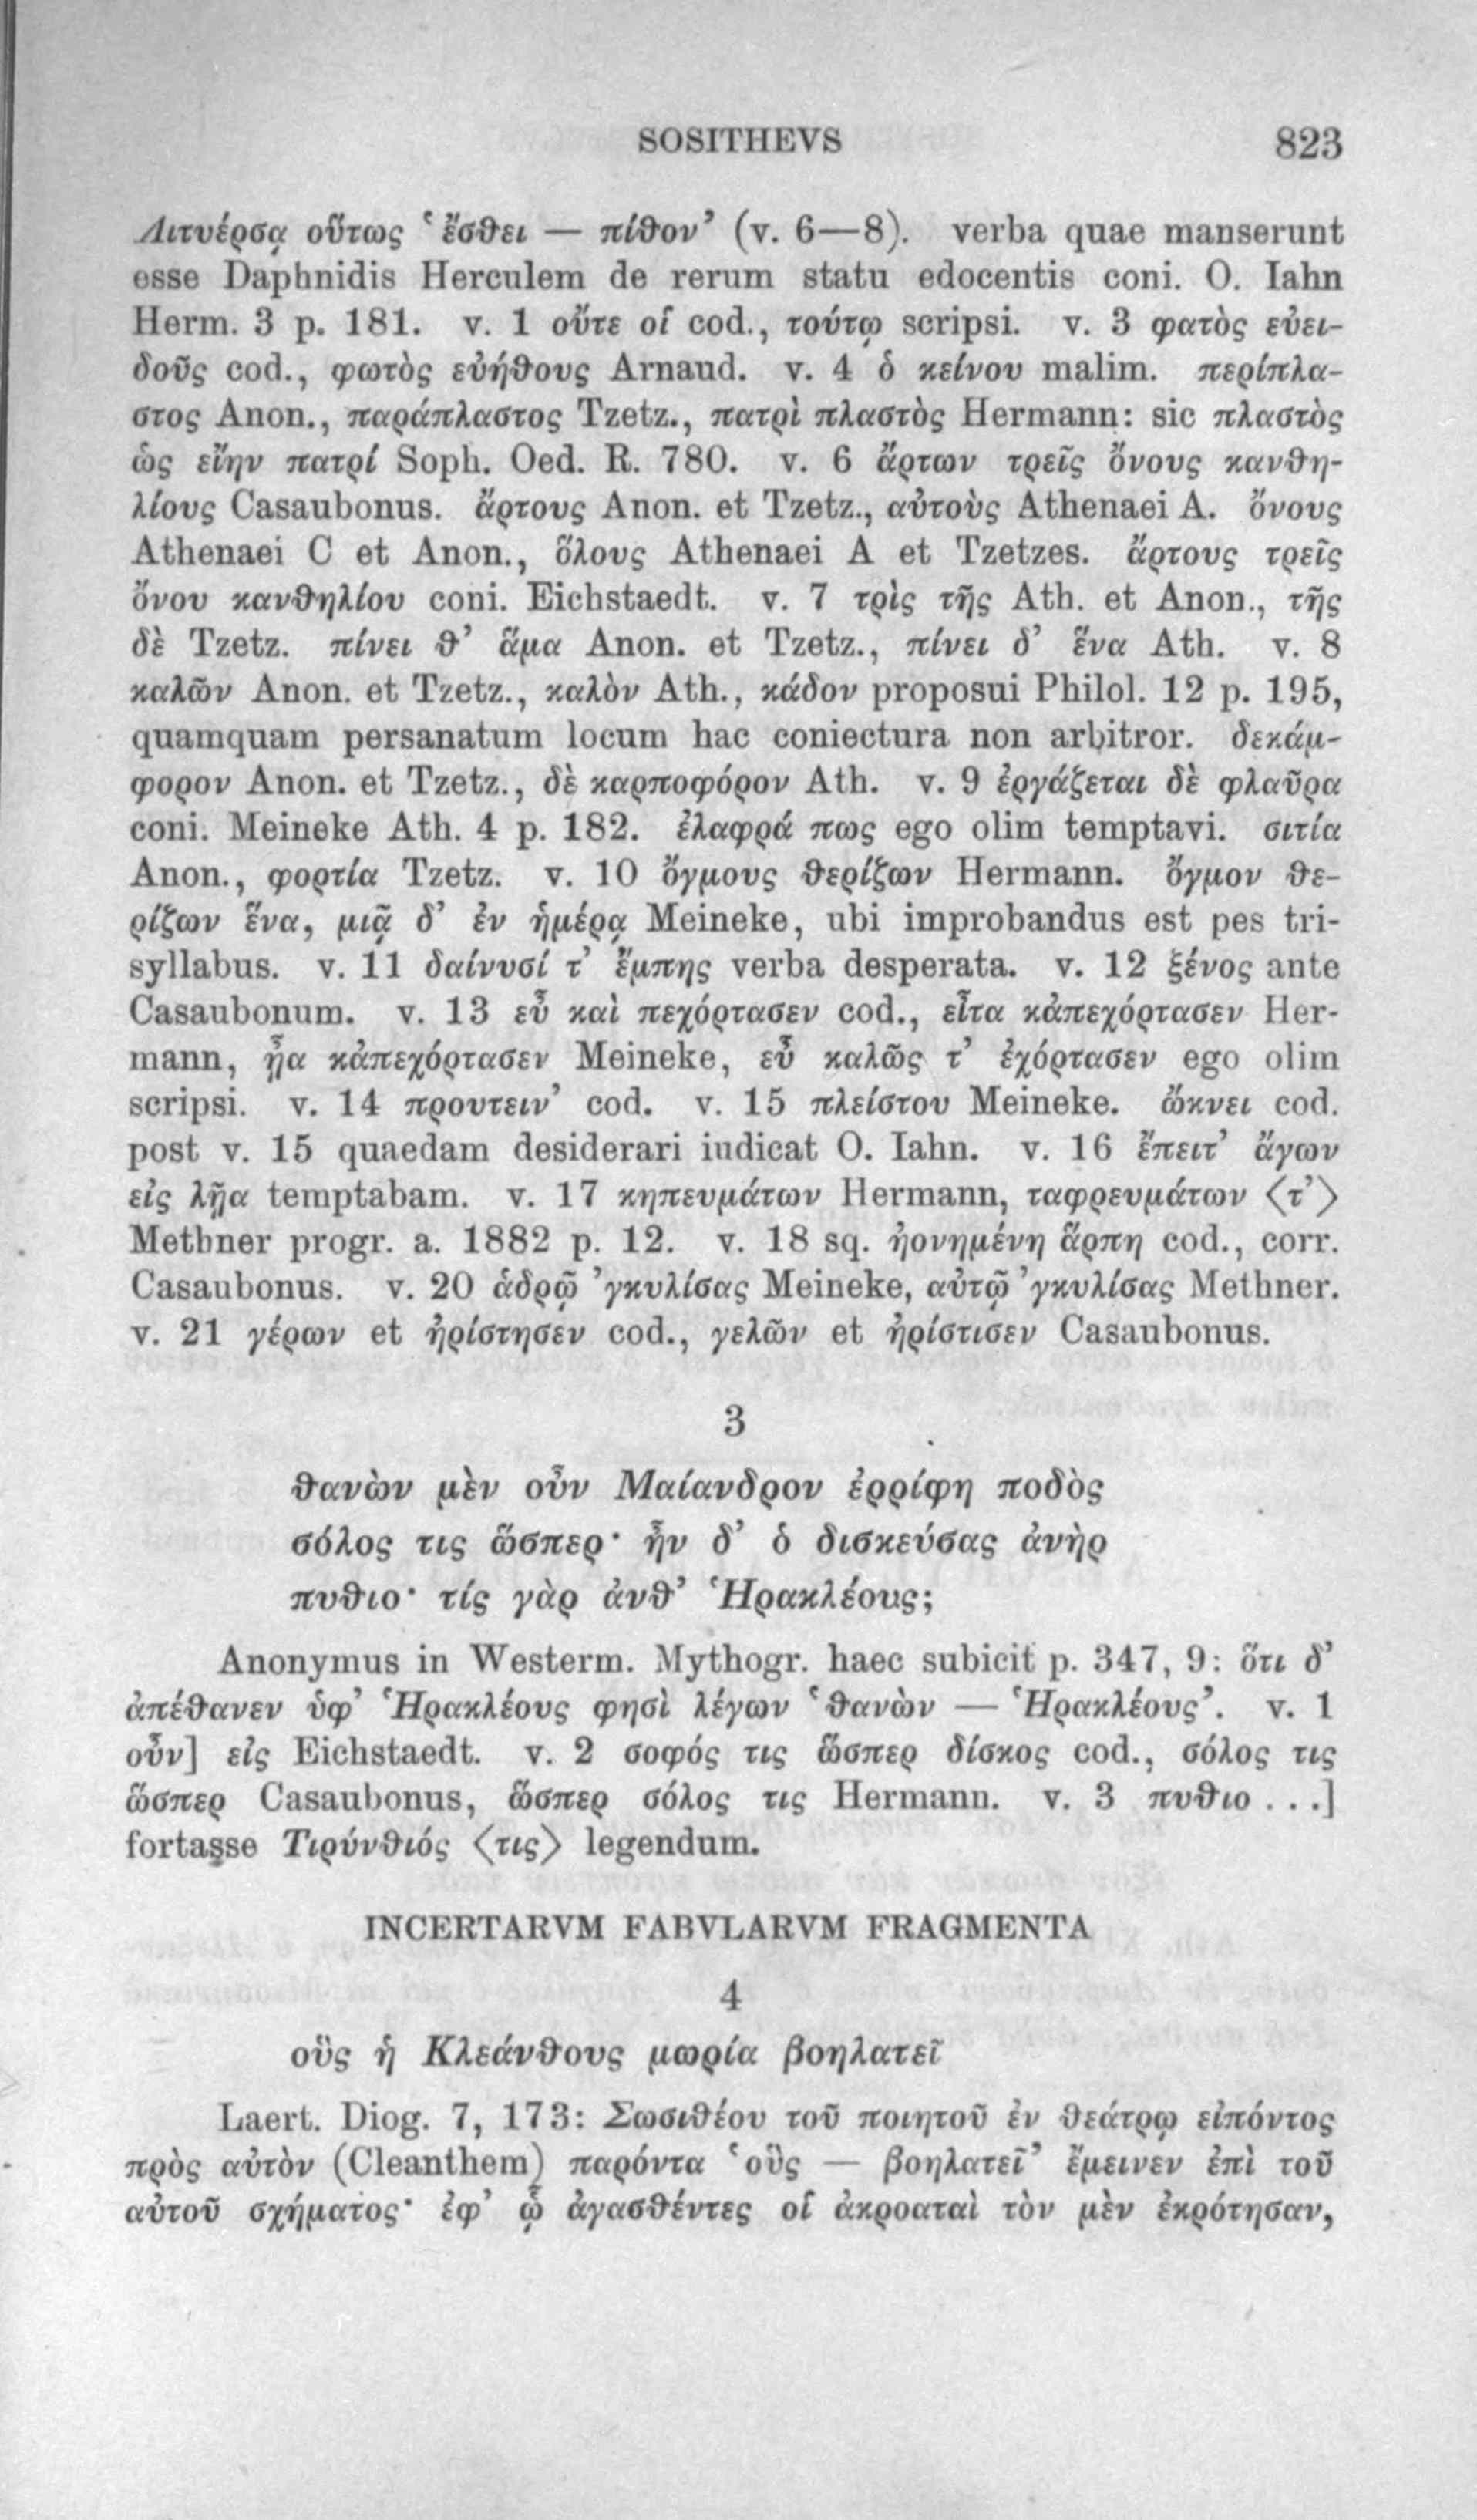 SOSITHEVS 823
Λιτυέρσᾳ οὕτως ‘ἔσθει — πίθον’ (v. 6—8). verba quae manserunt
esse Daphnidis Herculem de rerum statu edocentis coni. O. Iahn
Herm. 3 p. 181. v. 1 οὔτε οἱ cod., τούτῳ scripsi. v. 3 φατὸς εὐει-
δοῦς cod., φωτὸς εὐήθους Arnaud. v. 4 ὁ κείνου malim. περίπλα-
στος Anon., παράπλαστος Tzetz., πατρὶ πλαστὸς Hermann: sic πλαστὸς
ὡς εἴην πατρί Soph. Oed. R. 780. v. 6 ἄρτων τρεῖς ὄνους κανθη-
λίους Casaubonus. ἄρτους Anon. et Tzetz., αὐτοὺς Athenaei A. ὄνους
Athenaei C et Anon., ὅλους Athenaei A et Tzetzes. ἄρτους τρεῖς
ὄνου κανθηλίου coni. Eichstaedt. v. 7 τρὶς τῆς Ath. et Anon., τῆς
δὲ Tzetz. πίνει θ’ ἅμα Anon. et Tzetz., πίνει δ’ ἕνα Ath. v. 8
καλῶν Anon. et Tzetz., καλὸν Ath., κάδον proposui Philol. 12 p. 195,
quamquam persanatum locum hac coniectura non arbitror. δεκάμ-
φορον Anon. et Tzetz., δὲ καρποφόρον Ath. v. 9 ἐργάζεται δὲ φλαῦρα
coni. Meineke Ath. 4 p. 182. ἐλαφρά πως ego olim temptavi. σιτία
Anon., φορτία Tzetz. v. 10 ὄγμους θερίζων Hermann. ὄγμον θε-
ρίζων ἕνα, μιᾷ δ’ ἐν ἡμέρᾳ Meineke, ubi improbandus est pes tri-
syllabus. v. 11 δαίνυσί τ’ ἔμπης verba desperata. v. 12 ξένος ante
Casaubonum. v. 13 εὖ καὶ πεχόρτασεν cod., εἶτα κἀπεχόρτασεν Her-
mann, ᾖα κἀπεχόρτασεν Meineke, εὖ καλῶς τ’ ἐχόρτασεν ego olim
scripsi. v. 14 προυτειν’ cod. v. 15 πλείστου Meineke. ὤκνει cod.
post v. 15 quaedam desiderari indicat O. Iahn. v. 16 ἔπειτ’ ἄγων
εἰς λῇα temptabam. v. 17 κηπευμάτων Hermann, ταφρευμάτων ⟨τ’⟩
Methner progr. a. 1882 p. 12. v. 18 sq. ἠονημένη ἅρπη cod., corr.
Casaubonus. v. 20 ἁδρῷ ’γκυλίσας Meineke, αὐτῷ ’γκυλίσας Methner.
v. 21 γέρων et ἠρίστησεν cod., γελῶν et ἠρίστισεν Casaubonus.
3
θανὼν μὲν οὖν Μαίανδρον ἐρρίφη ποδὸς
σόλος τις ὥσπερ· ἦν δ’ ὁ δισκεύσας ἀνὴρ
πυθιο· τίς γὰρ ἀνθ’ Ἡρακλέους;
Anonymus in Westerm. Mythogr. haec subicit p. 347, 9: ὅτι δ’
ἀπέθανεν ὑφ’ Ἡρακλέους φησὶ λέγων ‘θανὼν — Ἡρακλέους’. v. 1
οὖν] εἰς Eichstaedt. v. 2 σοφός τις ὥσπερ δίσκος cod., σόλος τις
ὥσπερ Casaubonus, ὥσπερ σόλος τις Hermann. v. 3 πυθιο . . .]
fortasse Τιρύνθιός ⟨τις⟩ legendum.
INCERTARVM FABVLARVM FRAGMENTA
4
οὓς ἡ Κλεάνθους μωρία βοηλατεῖ
Laert. Diog. 7, 173: Σωσιθέου τοῦ ποιητοῦ ἐν θεάτρῳ εἰπόντος
πρὸς αὐτὸν (Cleanthem) παρόντα ‘οὓς — βοηλατεῖ’ ἔμεινεν ἐπὶ τοῦ
αὐτοῦ σχήματος· ἐφ’ ᾧ ἀγασθέντες οἱ ἀκροαταὶ τὸν μὲν ἐκρότησαν,